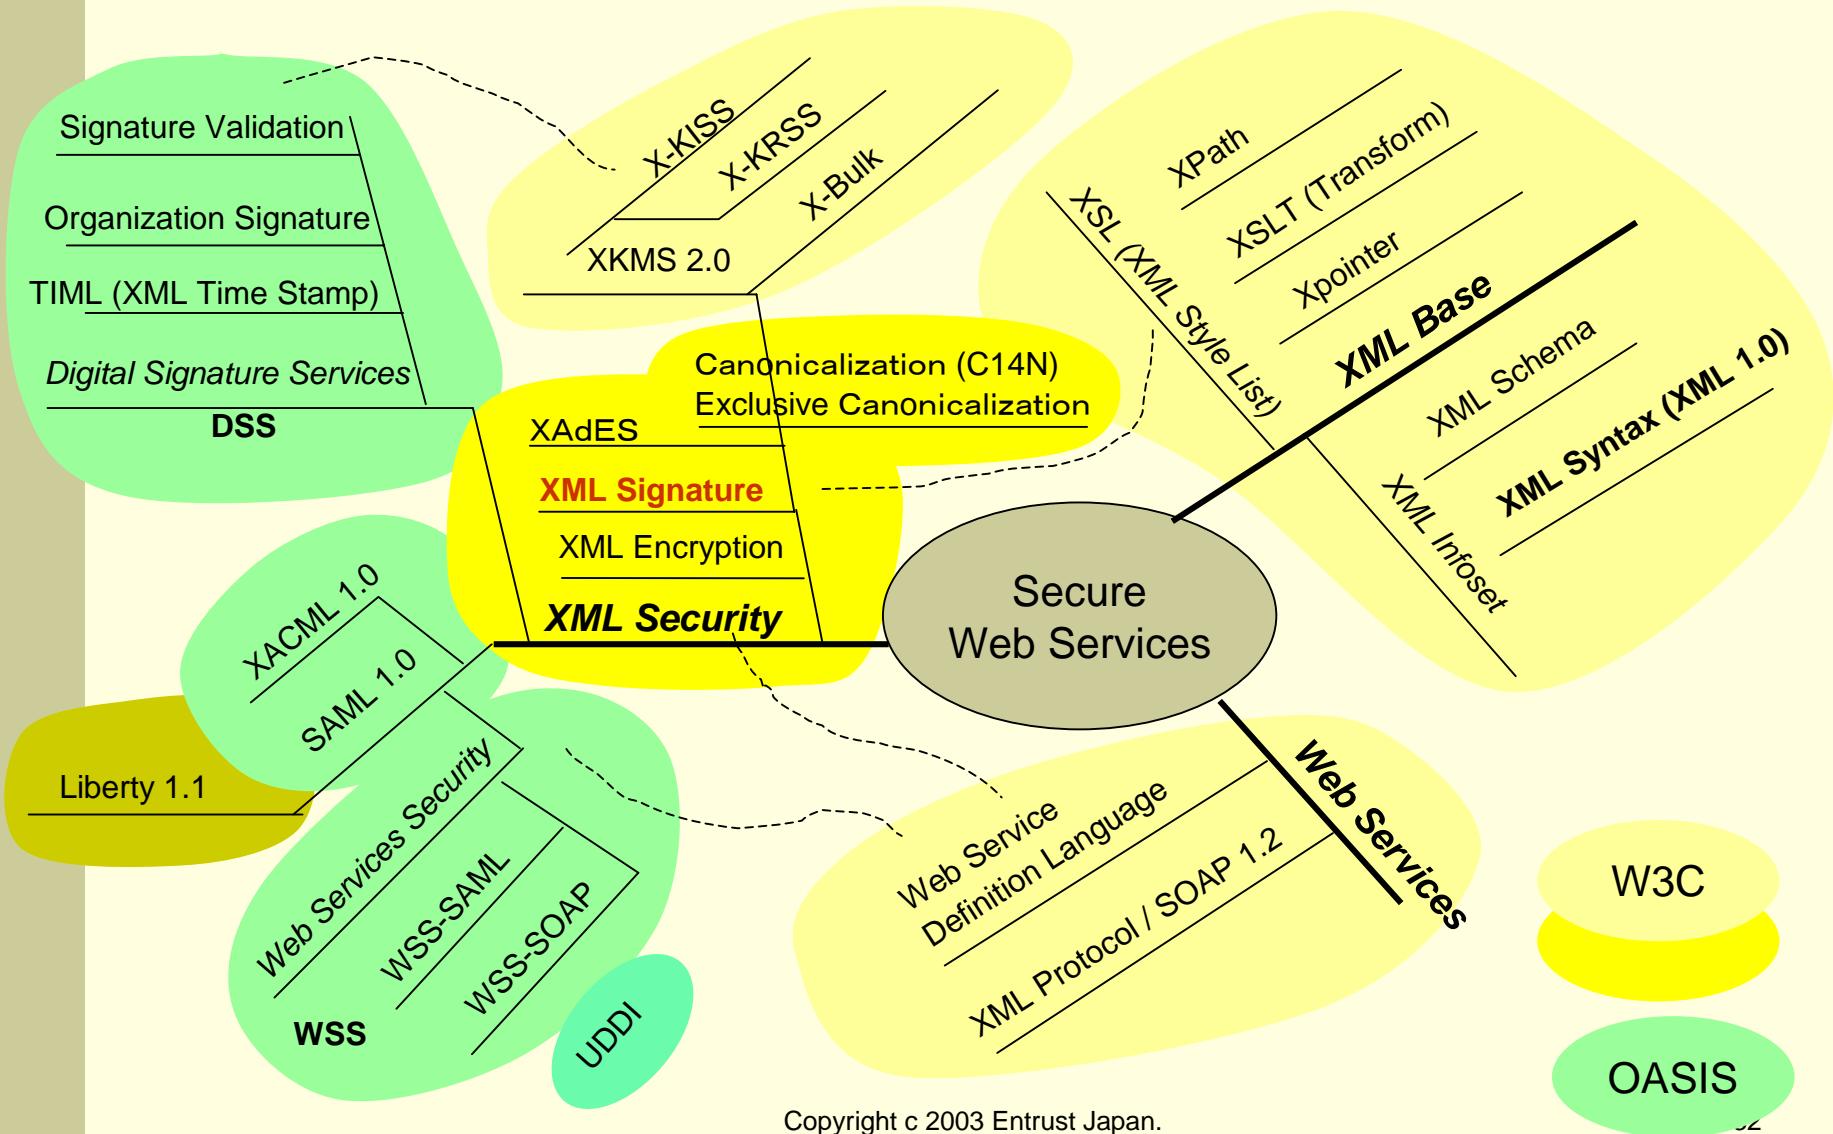 Signature Validation
Organization Signature
TIML (XML Time Stamp)
Digital Signature Services
DSS
X-KISS
X-KRSS
X-Bulk
XKMS 2.0
Canonicalization (C14N)
Exclusive Canonicalization
XAdES
XML Signature
XML Encryption
XML Security
XPath
XSLT (Transform)
Xpointer
XSL (XML Style List)
XML Base
XML Schema
XML Syntax (XML 1.0)
XML Infoset
Secure
Web Services
XACML 1.0
SAML 1.0
Liberty 1.1
Web Services Security
WSS-SAML
WSS-SOAP
WSS
UDDI
Web Service
Definition Language
XML Protocol / SOAP 1.2
Web Services
W3C
OASIS
Copyright c 2003 Entrust Japan.